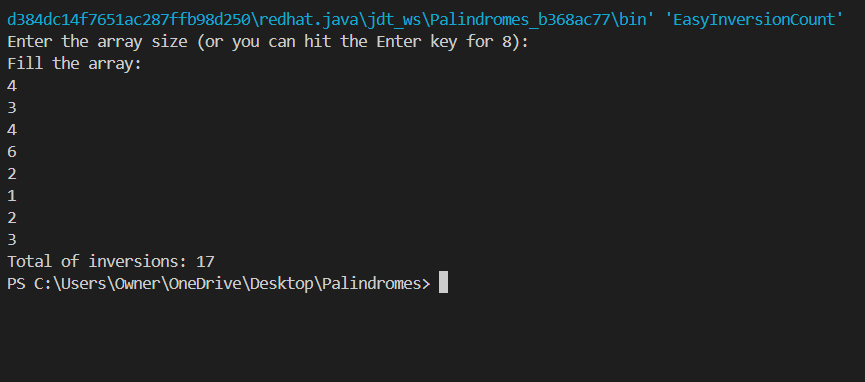 d384dc14f7651ac287ffb98d250\redhat.java\jdt_ws\Palindromes_b368ac77\bin' 'EasyInversionCount'
Enter the array size (or you can hit the Enter key for 8):
Fill the array:
4
3
4
6
2
1
2
3
Total of inversions: 17
PS C:\Users\Owner\OneDrive\Desktop\Palindromes>